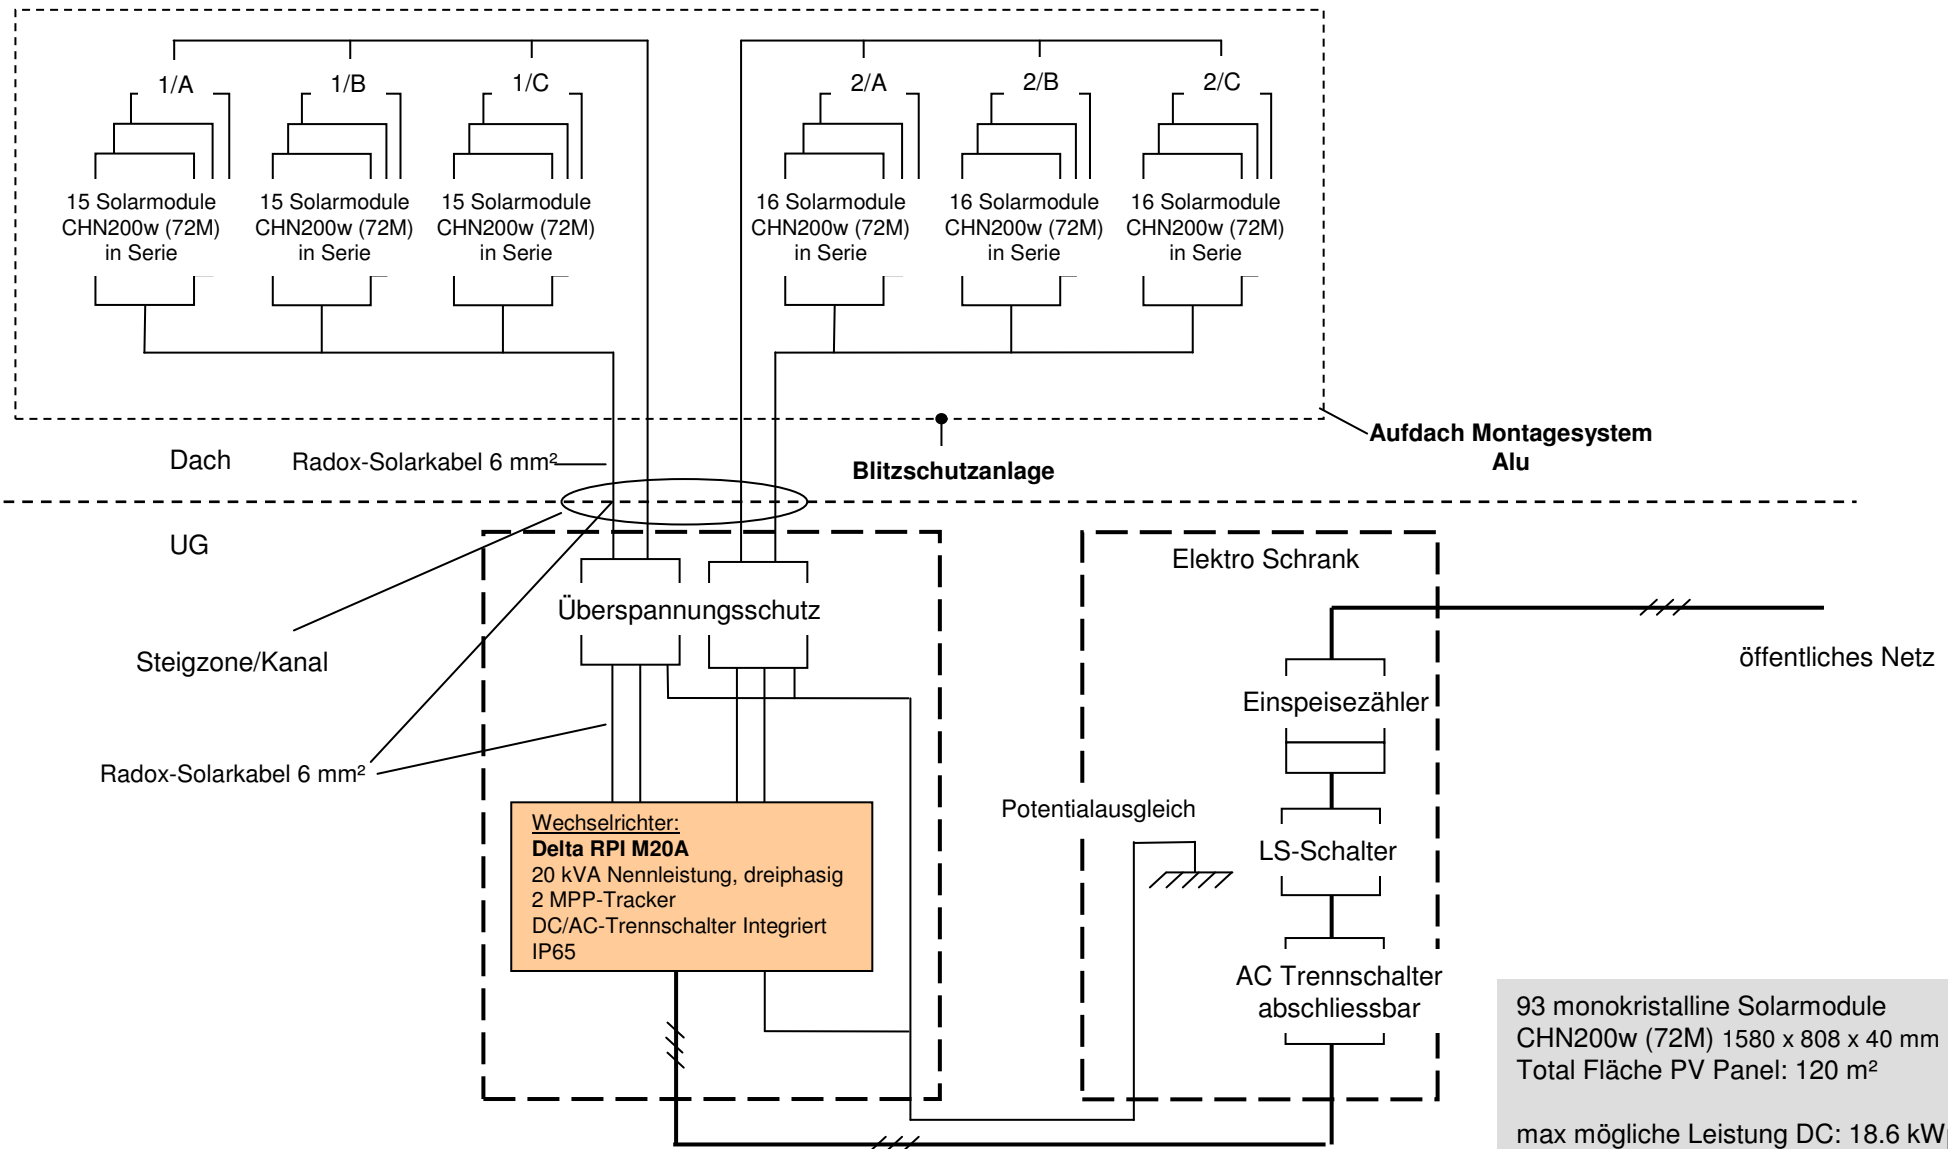 1/A
1/B
1/C
2/A
2/B
2/C
15 Solarmodule
CHN200w (72M)
in Serie
15 Solarmodule
CHN200w (72M)
in Serie
15 Solarmodule
CHN200w (72M)
in Serie
16 Solarmodule
CHN200w (72M)
in Serie
16 Solarmodule
CHN200w (72M)
in Serie
16 Solarmodule
CHN200w (72M)
in Serie
Aufdach Montagesystem
Alu
Dach
Radox-Solarkabel 6 mm²
Blitzschutzanlage
UG
Elektro Schrank
Überspannungsschutz
Steigzone/Kanal
öffentliches Netz
Einspeisezähler
Radox-Solarkabel 6 mm²
Potentialausgleich
Wechselrichter:
Delta RPI M20A
20 kVA Nennleistung, dreiphasig
2 MPP-Tracker
DC/AC-Trennschalter Integriert
IP65
LS-Schalter
AC Trennschalter
abschliessbar
93 monokristalline Solarmodule
CHN200w (72M) 1580 x 808 x 40 mm
Total Fläche PV Panel: 120 m²
max mögliche Leistung DC: 18.6 kWp